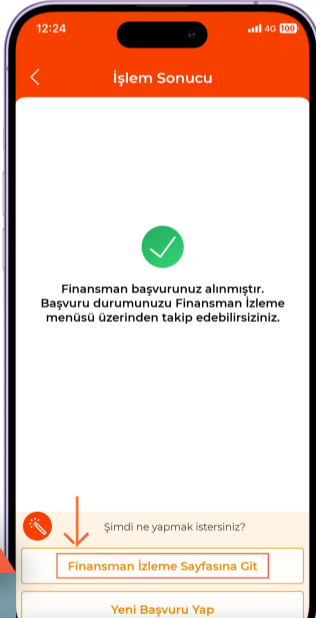 12:24
4G 100
İşlem Sonucu
Finansman başvurunuz alınmıştır.
Başvuru durumunuzu Finansman İzleme
menüsü üzerinden takip edebilirsiziniz.
Şimdi ne yapmak istersiniz?
Finansman İzleme Sayfasına Git
Yeni Başvuru Yap